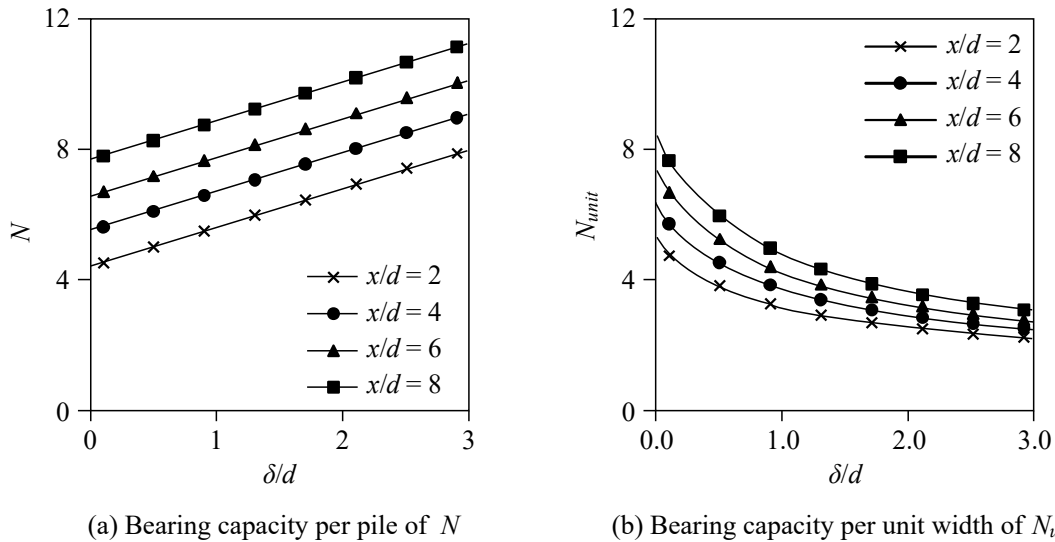 12
8
4
0
N
x/d = 2
x/d = 4
x/d = 6
x/d = 8
0 1 2 3
δ/d
(a) Bearing capacity per pile of N
12
8
4
0
N_unit
x/d = 2
x/d = 4
x/d = 6
x/d = 8
0.0 1.0 2.0 3.0
δ/d
(b) Bearing capacity per unit width of N